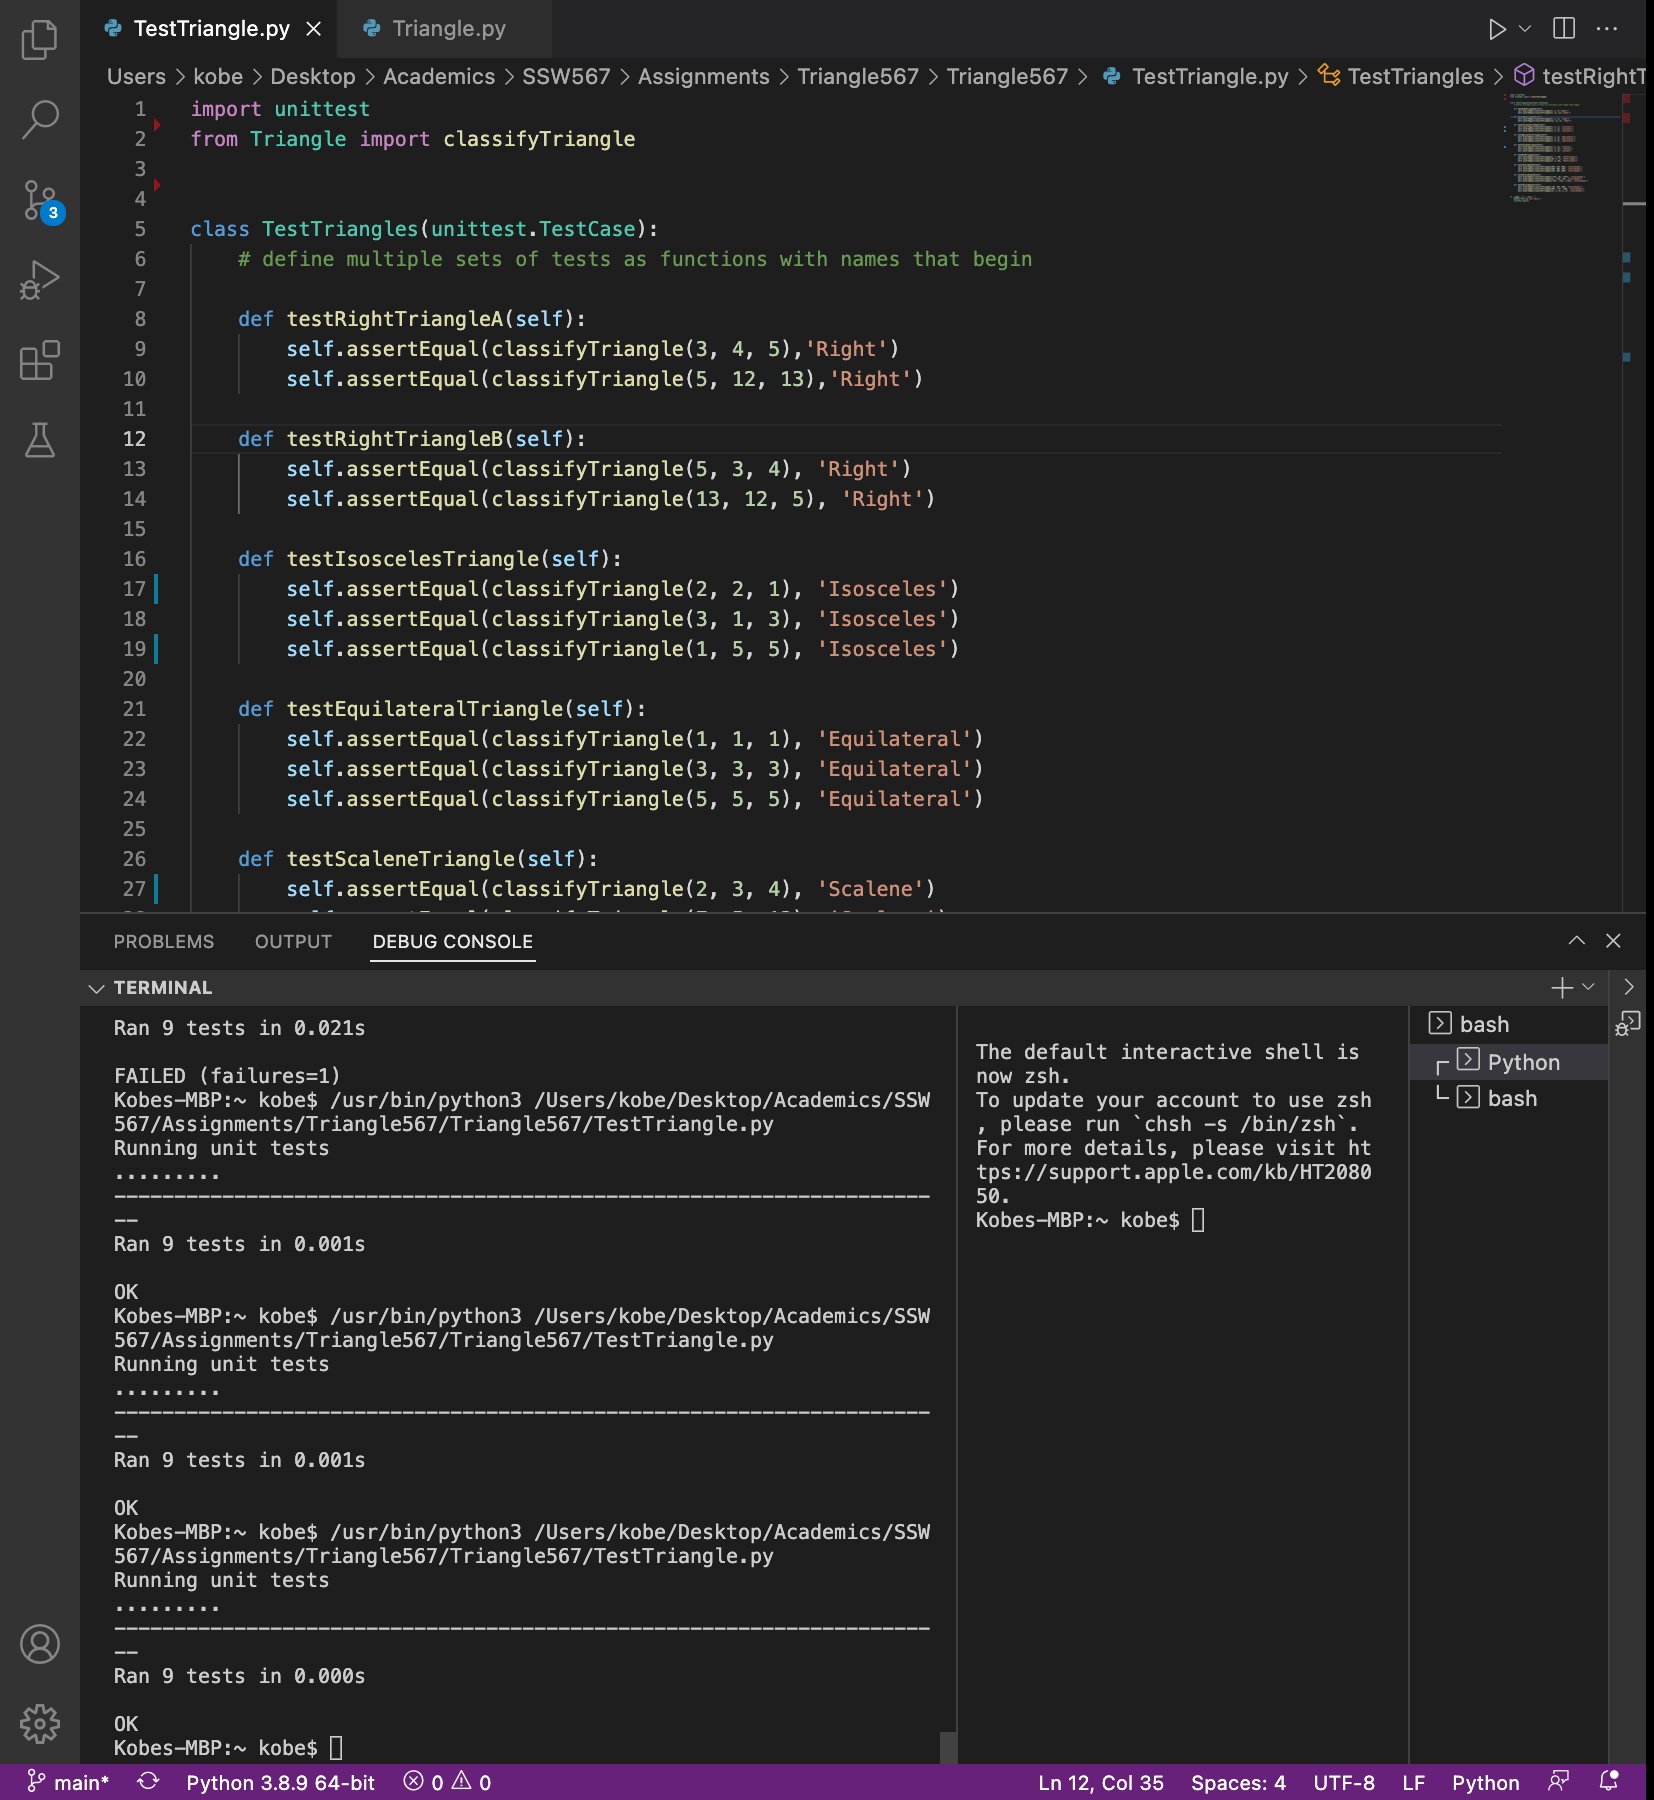 TestTriangle.py
Triangle.py
Users > kobe > Desktop > Academics > SSW567 > Assignments > Triangle567 > Triangle567 > TestTriangle.py > TestTriangles > testRightT
1 import unittest
2 from Triangle import classifyTriangle
3
4
5 class TestTriangles(unittest.TestCase):
6     # define multiple sets of tests as functions with names that begin
7
8     def testRightTriangleA(self):
9         self.assertEqual(classifyTriangle(3, 4, 5),'Right')
10         self.assertEqual(classifyTriangle(5, 12, 13),'Right')
11
12     def testRightTriangleB(self):
13         self.assertEqual(classifyTriangle(5, 3, 4), 'Right')
14         self.assertEqual(classifyTriangle(13, 12, 5), 'Right')
15
16     def testIsoscelesTriangle(self):
17         self.assertEqual(classifyTriangle(2, 2, 1), 'Isosceles')
18         self.assertEqual(classifyTriangle(3, 1, 3), 'Isosceles')
19         self.assertEqual(classifyTriangle(1, 5, 5), 'Isosceles')
20
21     def testEquilateralTriangle(self):
22         self.assertEqual(classifyTriangle(1, 1, 1), 'Equilateral')
23         self.assertEqual(classifyTriangle(3, 3, 3), 'Equilateral')
24         self.assertEqual(classifyTriangle(5, 5, 5), 'Equilateral')
25
26     def testScaleneTriangle(self):
27         self.assertEqual(classifyTriangle(2, 3, 4), 'Scalene')
3
PROBLEMS OUTPUT DEBUG CONSOLE
TERMINAL
Ran 9 tests in 0.021s
FAILED (failures=1)
Kobes-MBP:~ kobe$ /usr/bin/python3 /Users/kobe/Desktop/Academics/SSW
567/Assignments/Triangle567/Triangle567/TestTriangle.py
Running unit tests
.........
--------------------------------------------------------------------
--
Ran 9 tests in 0.001s
OK
Kobes-MBP:~ kobe$ /usr/bin/python3 /Users/kobe/Desktop/Academics/SSW
567/Assignments/Triangle567/Triangle567/TestTriangle.py
Running unit tests
.........
--------------------------------------------------------------------
--
Ran 9 tests in 0.001s
OK
Kobes-MBP:~ kobe$ /usr/bin/python3 /Users/kobe/Desktop/Academics/SSW
567/Assignments/Triangle567/Triangle567/TestTriangle.py
Running unit tests
.........
--------------------------------------------------------------------
--
Ran 9 tests in 0.000s
OK
Kobes-MBP:~ kobe$
The default interactive shell is
now zsh.
To update your account to use zsh
, please run `chsh -s /bin/zsh`.
For more details, please visit ht
tps://support.apple.com/kb/HT2080
50.
Kobes-MBP:~ kobe$
bash
Python
bash
main* Python 3.8.9 64-bit 0 0 Ln 12, Col 35 Spaces: 4 UTF-8 LF Python